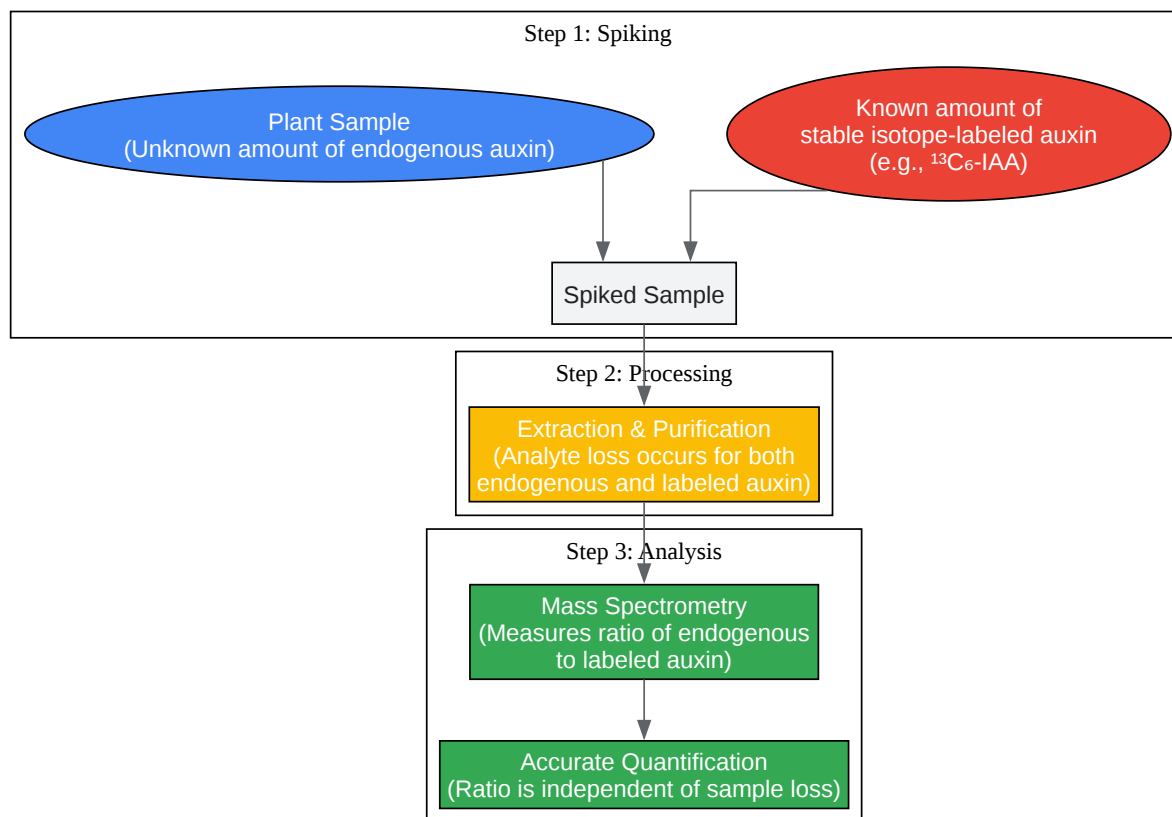 Step 1: Spiking
Plant Sample
(Unknown amount of endogenous auxin)
Known amount of
stable isotope-labeled auxin
(e.g., ¹³C₆-IAA)
Spiked Sample
Step 2: Processing
Extraction & Purification
(Analyte loss occurs for both
endogenous and labeled auxin)
Step 3: Analysis
Mass Spectrometry
(Measures ratio of endogenous
to labeled auxin)
Accurate Quantification
(Ratio is independent of sample loss)